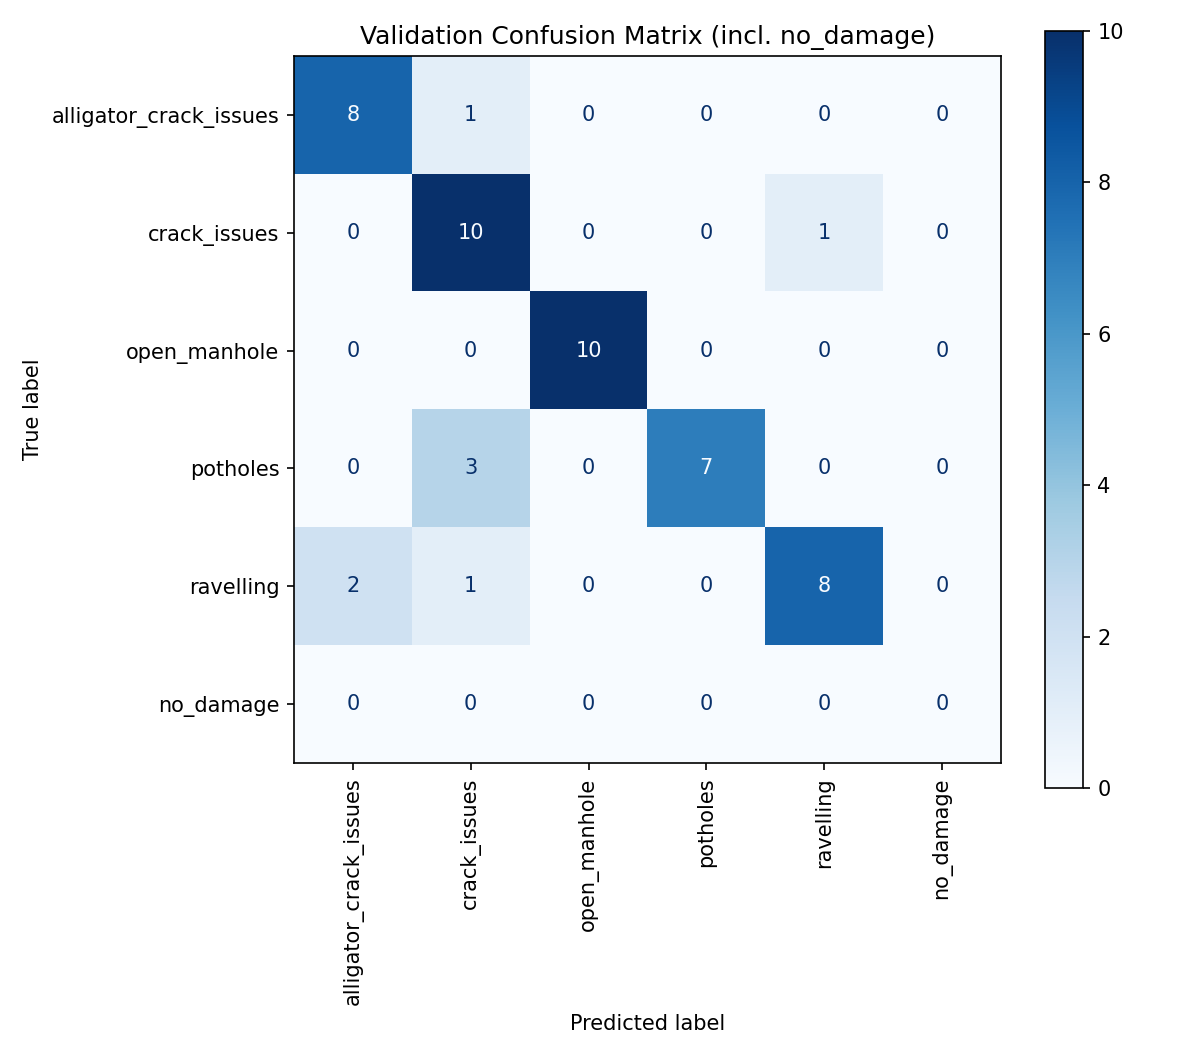 Validation Confusion Matrix (incl. no_damage)
True label
alligator_crack_issues 8 1 0 0 0 0
crack_issues 0 10 0 0 1 0
open_manhole 0 0 10 0 0 0
potholes 0 3 0 7 0 0
ravelling 2 1 0 0 8 0
no_damage 0 0 0 0 0 0
alligator_crack_issues crack_issues open_manhole potholes ravelling no_damage
Predicted label
10
8
6
4
2
0